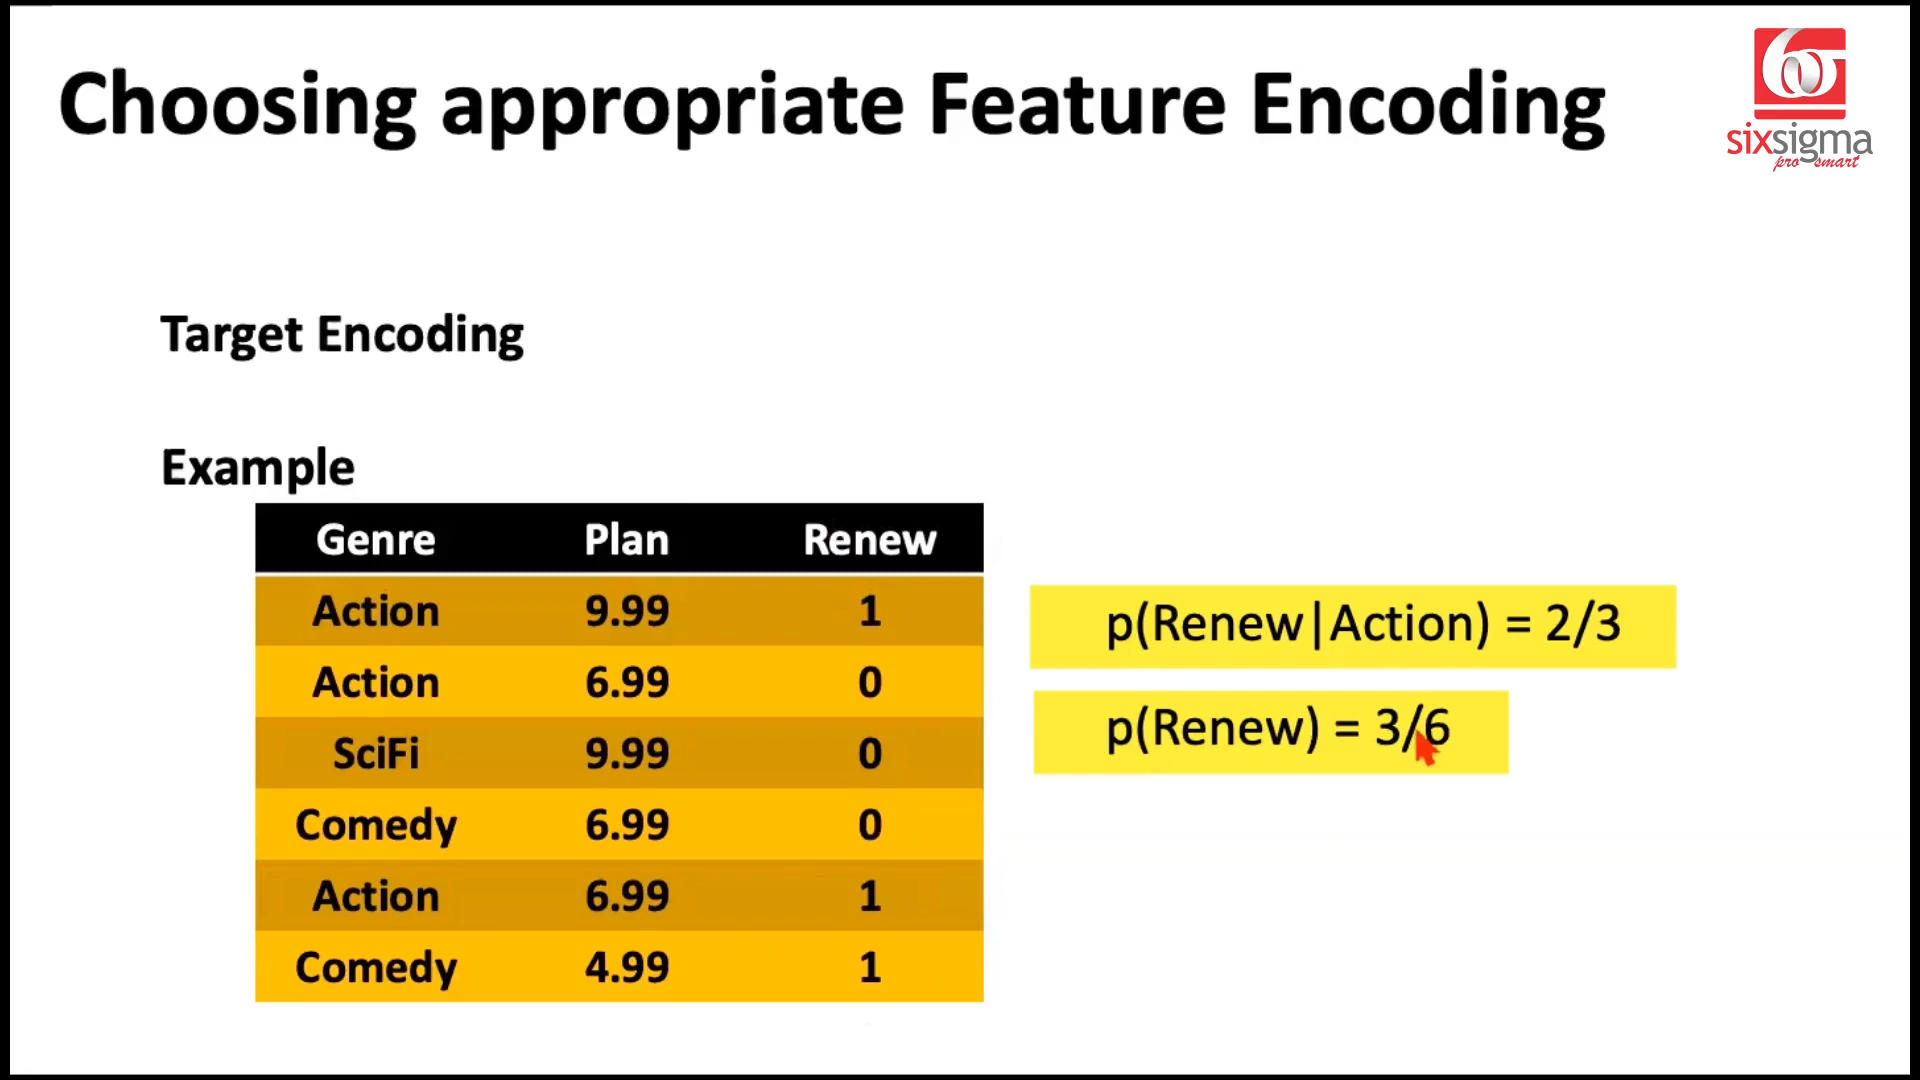 Choosing appropriate Feature Encoding
sixsigma
pro smart
Target Encoding
Example
Genre Plan Renew
Action 9.99 1
Action 6.99 0
SciFi 9.99 0
Comedy 6.99 0
Action 6.99 1
Comedy 4.99 1
p(Renew|Action) = 2/3
p(Renew) = 3/6